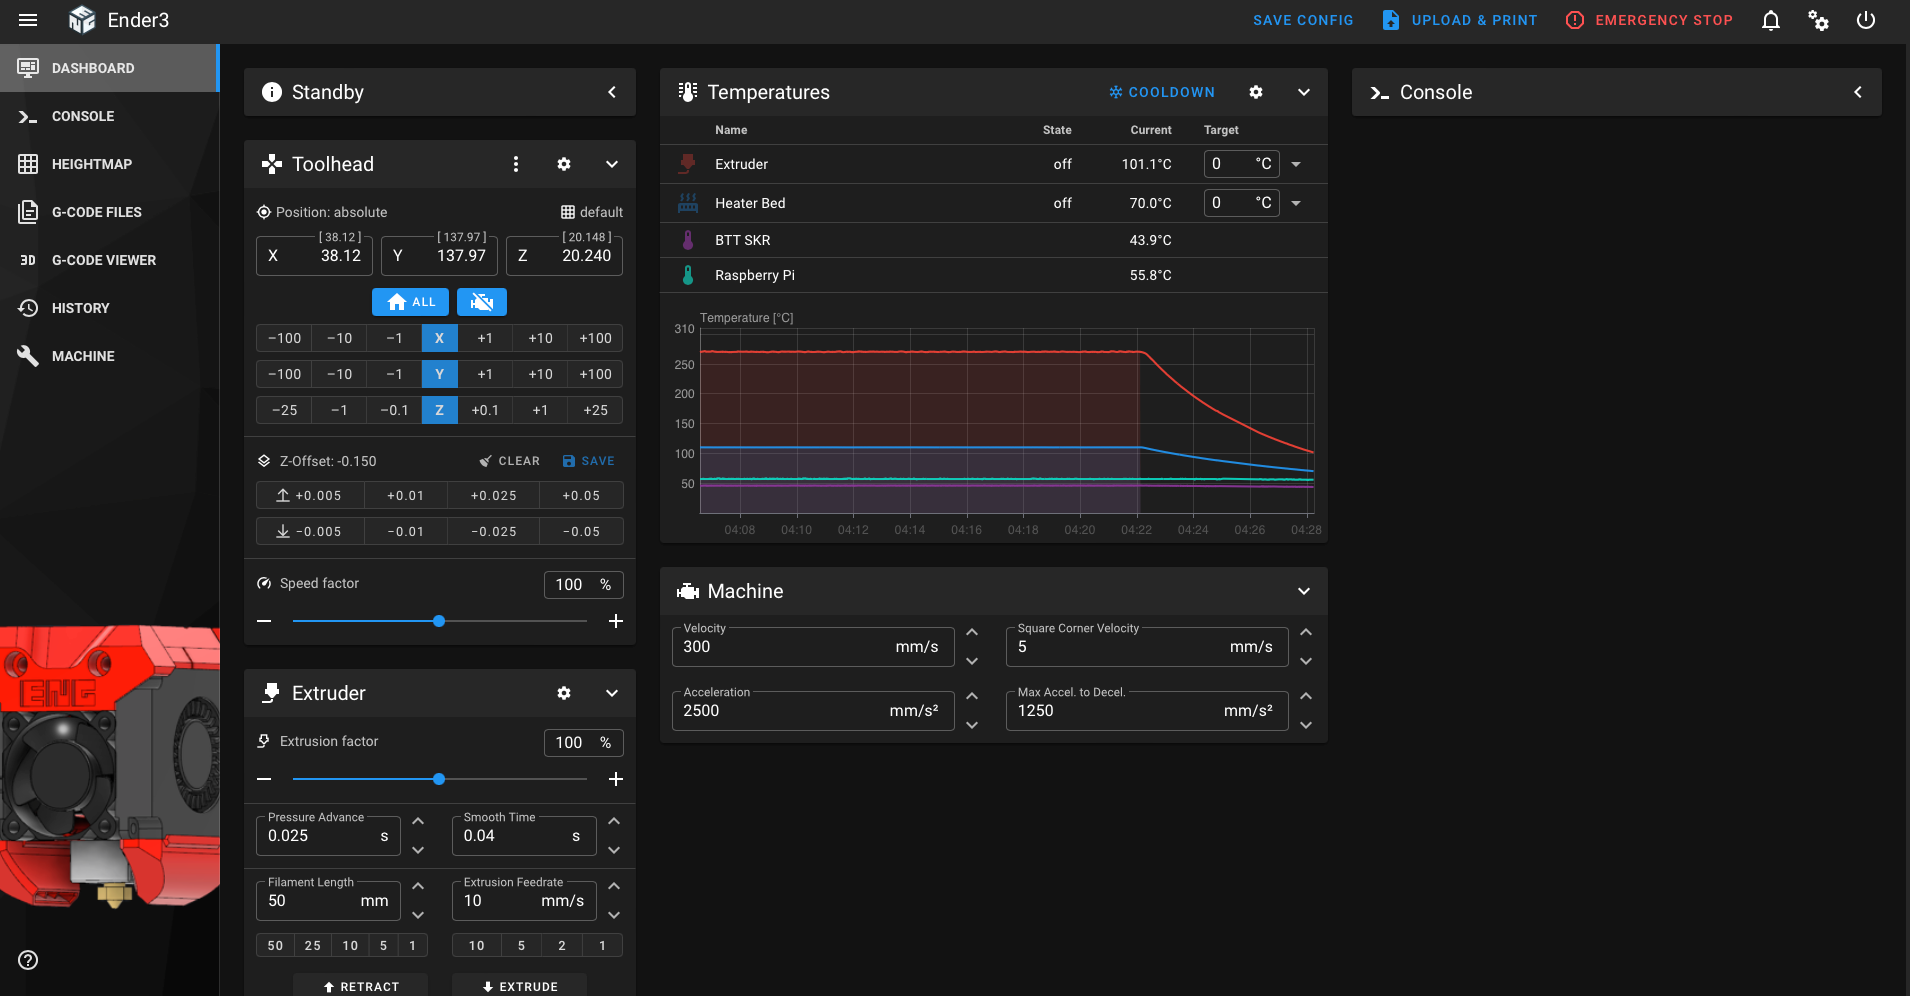 Ender3
SAVE CONFIG
UPLOAD & PRINT
EMERGENCY STOP
DASHBOARD
CONSOLE
HEIGHTMAP
G-CODE FILES
3D G-CODE VIEWER
HISTORY
MACHINE
ENG
Standby
Toolhead
Position: absolute default
[ 38.12 ] [ 137.97 ] [ 20.148 ]
X 38.12 Y 137.97 Z 20.240
ALL
−100 −10 −1 X +1 +10 +100
−100 −10 −1 Y +1 +10 +100
−25 −1 −0.1 Z +0.1 +1 +25
Z-Offset: -0.150 CLEAR SAVE
+0.005 +0.01 +0.025 +0.05
−0.005 −0.01 −0.025 −0.05
Speed factor 100 %
Extruder
Extrusion factor 100 %
Pressure Advance Smooth Time
0.025 s 0.04 s
Filament Length Extrusion Feedrate
50 mm 10 mm/s
50 25 10 5 1 10 5 2 1
RETRACT EXTRUDE
Temperatures COOLDOWN
Name State Current Target
Extruder off 101.1°C 0 °C
Heater Bed off 70.0°C 0 °C
BTT SKR 43.9°C
Raspberry Pi 55.8°C
Temperature [°C]
310
250
200
150
100
50
04:08 04:10 04:12 04:14 04:16 04:18 04:20 04:22 04:24 04:26 04:28
Machine
Velocity Square Corner Velocity
300 mm/s 5 mm/s
Acceleration Max Accel. to Decel.
2500 mm/s² 1250 mm/s²
Console